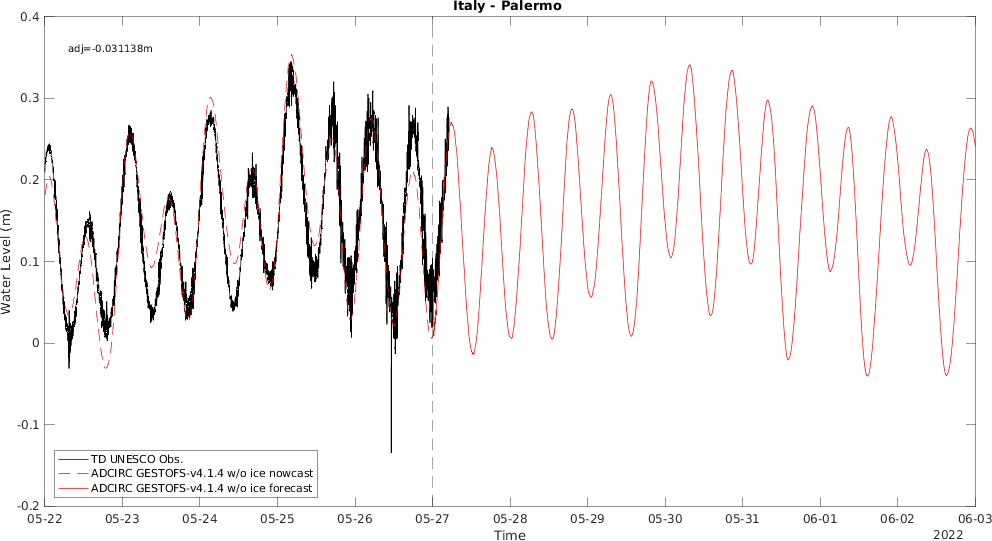 Italy - Palermo
0.4
adj=-0.031138m
0.3
0.2
0.1
0
-0.1
-0.2
Water Level (m)
TD UNESCO Obs.
ADCIRC GESTOFS-v4.1.4 w/o ice nowcast
ADCIRC GESTOFS-v4.1.4 w/o ice forecast
05-22 05-23 05-24 05-25 05-26 05-27 05-28 05-29 05-30 05-31 06-01 06-02 06-03
Time
2022